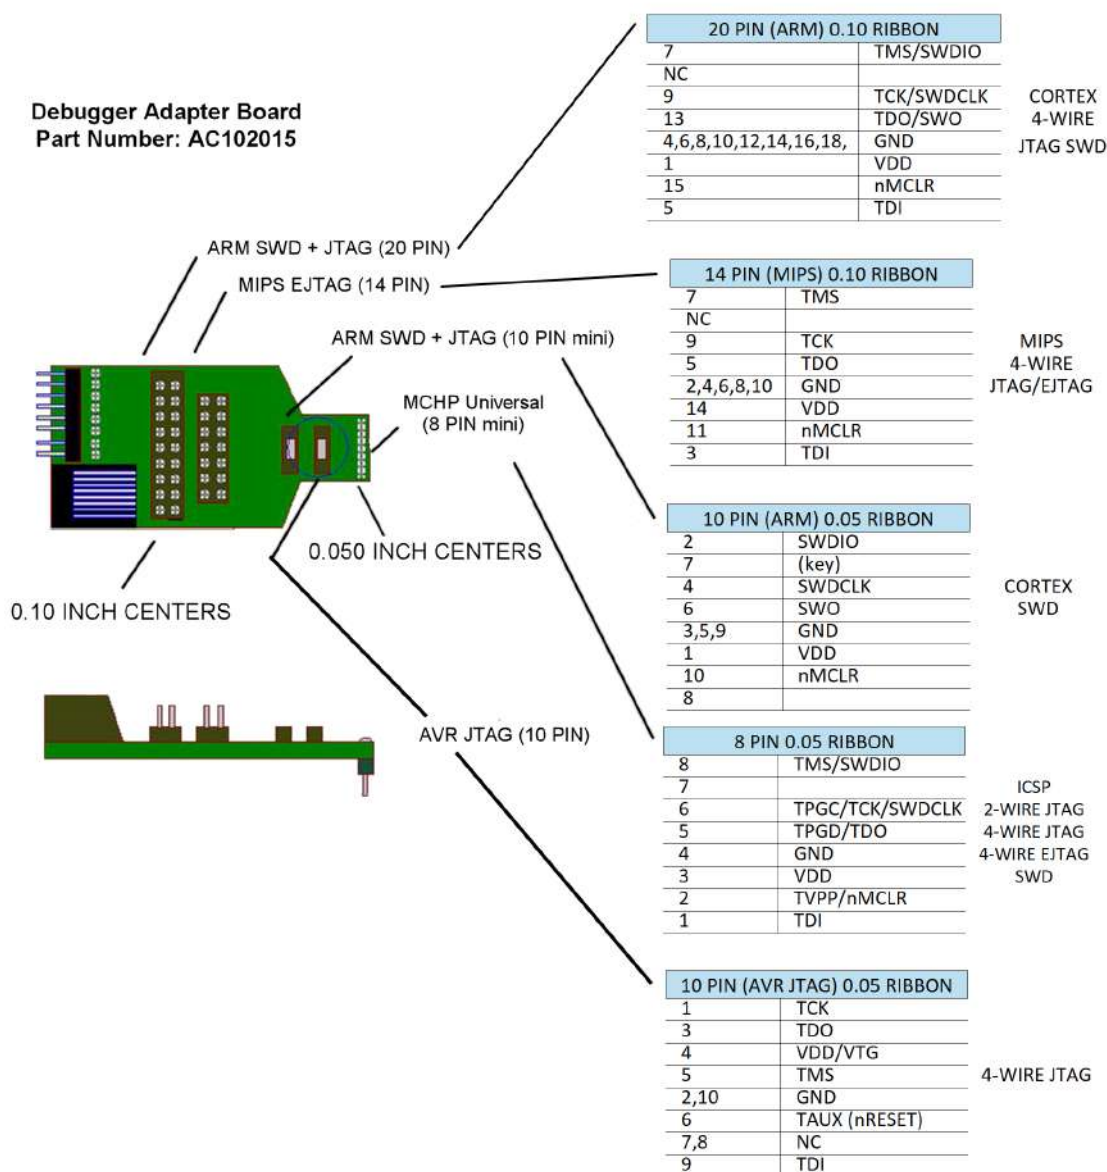 Debugger Adapter Board
Part Number: AC102015
ARM SWD + JTAG (20 PIN)
MIPS EJTAG (14 PIN)
ARM SWD + JTAG (10 PIN mini)
MCHP Universal
(8 PIN mini)
0.050 INCH CENTERS
0.10 INCH CENTERS
AVR JTAG (10 PIN)
20 PIN (ARM) 0.10 RIBBON
7 TMS/SWDIO
NC
9 TCK/SWDCLK
13 TDO/SWO
4,6,8,10,12,14,16,18, GND
1 VDD
15 nMCLR
5 TDI
CORTEX
4-WIRE
JTAG SWD
14 PIN (MIPS) 0.10 RIBBON
7 TMS
NC
9 TCK
5 TDO
2,4,6,8,10 GND
14 VDD
11 nMCLR
3 TDI
MIPS
4-WIRE
JTAG/EJTAG
10 PIN (ARM) 0.05 RIBBON
2 SWDIO
7 (key)
4 SWDCLK
6 SWO
3,5,9 GND
1 VDD
10 nMCLR
8
CORTEX
SWD
8 PIN 0.05 RIBBON
8 TMS/SWDIO
7
6 TPGC/TCK/SWDCLK
5 TPGD/TDO
4 GND
3 VDD
2 TVPP/nMCLR
1 TDI
ICSP
2-WIRE JTAG
4-WIRE JTAG
4-WIRE EJTAG
SWD
10 PIN (AVR JTAG) 0.05 RIBBON
1 TCK
3 TDO
4 VDD/VTG
5 TMS
2,10 GND
6 TAUX (nRESET)
7,8 NC
9 TDI
4-WIRE JTAG